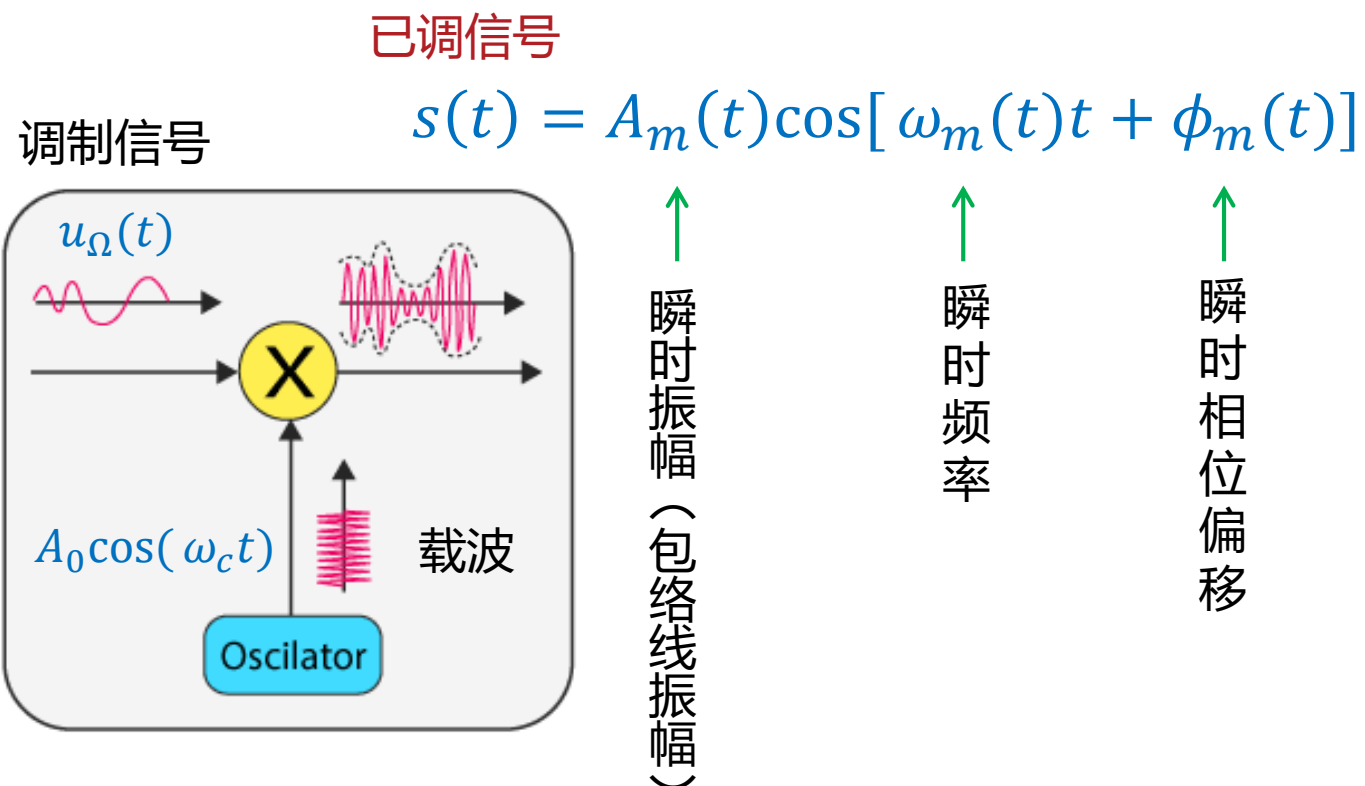 已调信号
s(t) = A_m(t)cos[ ω_m(t)t + ϕ_m(t)]
调制信号
u_Ω(t)
X
A_0cos( ω_ct)
载波
Oscilator
瞬时振幅（包络线振幅）
瞬时频率
瞬时相位偏移